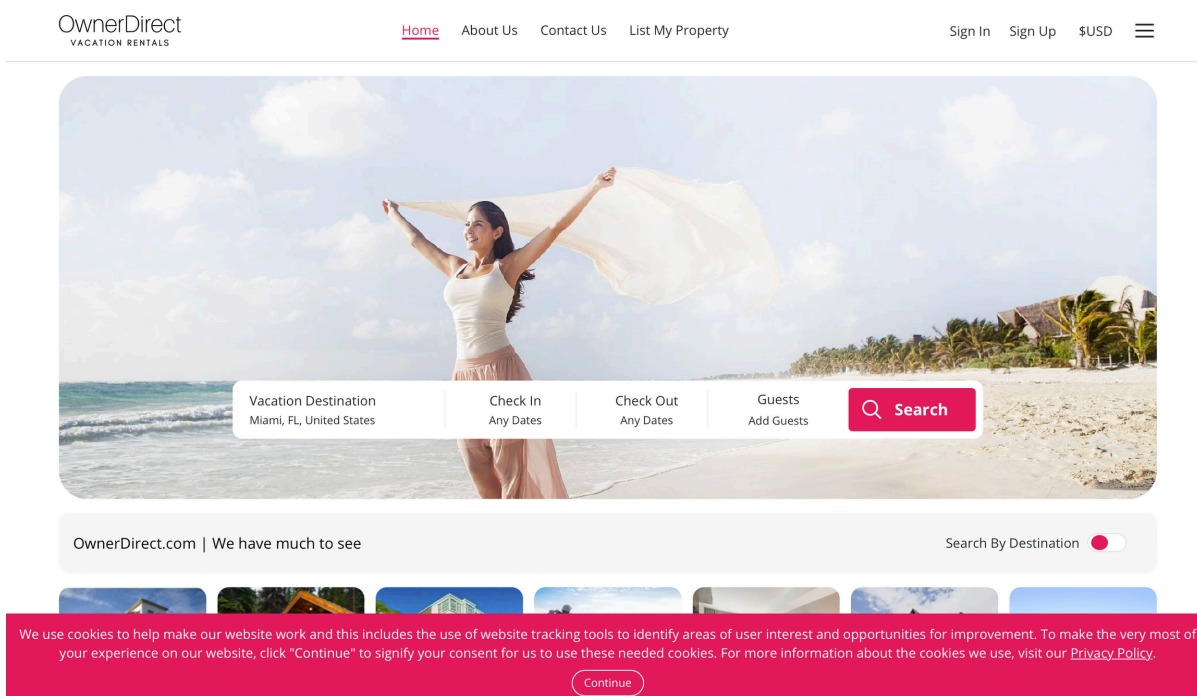 OwnerDirect
VACATION RENTALS
Home About Us Contact Us List My Property
Sign In Sign Up $USD
Vacation Destination
Miami, FL, United States
Check In
Any Dates
Check Out
Any Dates
Guests
Add Guests
Search
OwnerDirect.com | We have much to see
Search By Destination
We use cookies to help make our website work and this includes the use of website tracking tools to identify areas of user interest and opportunities for improvement. To make the very most of
your experience on our website, click "Continue" to signify your consent for us to use these needed cookies. For more information about the cookies we use, visit our Privacy Policy.
Continue